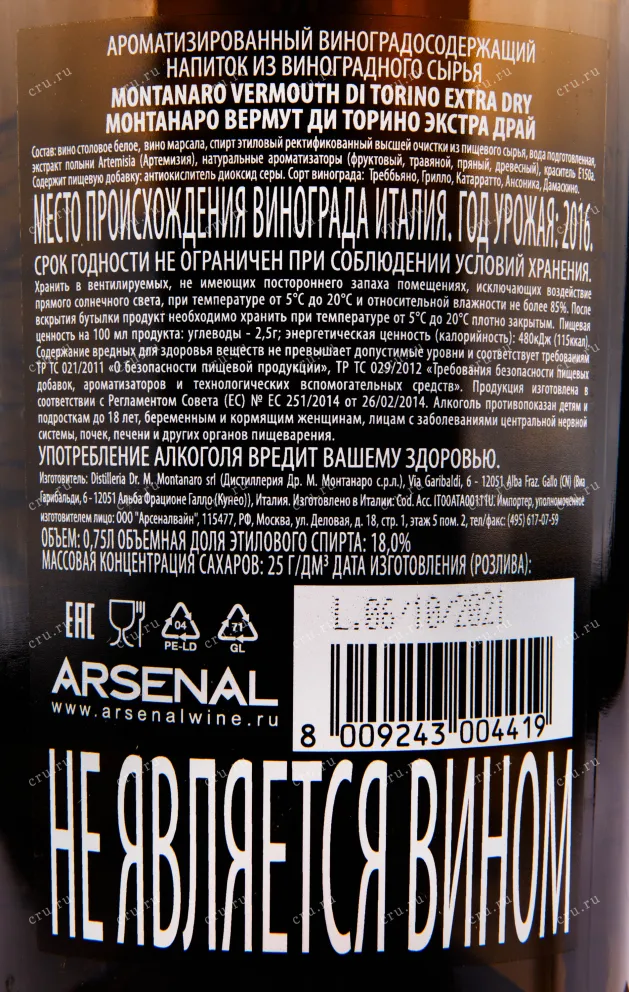 АРОМАТИЗИРОВАННЫЙ ВИНОГРАДОСОДЕРЖАЩИЙ
НАПИТОК ИЗ ВИНОГРАДНОГО СЫРЬЯ
MONTANARO VERMOUTH DI TORINO EXTRA DRY
МОНТАНАРО ВЕРМУТ ДИ ТОРИНО ЭКСТРА ДРАЙ
Состав: вино столовое белое, вино марсала, спирт этиловый ректификованный высшей очистки из пищевого сырья, вода подготовленная,
экстракт полыни Artemisia (Артемизия), натуральные ароматизаторы (фруктовый, травяной, пряный, древесный), краситель E150a.
Содержит пищевую добавку: антиокислитель диоксид серы. Сорт винограда: Треббьяно, Грилло, Катарратто, Ансоника, Дамаскино.
МЕСТО ПРОИСХОЖДЕНИЯ ВИНОГРАДА ИТАЛИЯ. ГОД УРОЖАЯ: 2016.
СРОК ГОДНОСТИ НЕ ОГРАНИЧЕН ПРИ СОБЛЮДЕНИИ УСЛОВИЙ ХРАНЕНИЯ.
Хранить в вентилируемых, не имеющих постороннего запаха помещениях, исключающих воздействие
прямого солнечного света, при температуре от 5°C до 20°C и относительной влажности не более 85%. После
вскрытия бутылки продукт необходимо хранить при температуре от 5°C до 20°C плотно закрытым. Пищевая
ценность на 100 мл продукта: углеводы - 2,5г; энергетическая ценность (калорийность): 480кДж (115ккал).
Содержание вредных для здоровья веществ не превышает допустимые уровни и соответствует требованиям
ТР ТС 021/2011 «О безопасности пищевой продукции», ТР ТС 029/2012 «Требования безопасности пищевых
добавок, ароматизаторов и технологических вспомогательных средств». Продукция изготовлена в
соответствии с Регламентом Совета (ЕС) № ЕС 251/2014 от 26/02/2014. Алкоголь противопоказан детям и
подросткам до 18 лет, беременным и кормящим женщинам, лицам с заболеваниями центральной нервной
системы, почек, печени и других органов пищеварения.
УПОТРЕБЛЕНИЕ АЛКОГОЛЯ ВРЕДИТ ВАШЕМУ ЗДОРОВЬЮ.
Изготовитель: Distilleria Dr. M. Montanaro srl (Дистиллерия Др. М. Монтанаро с.р.л.), Via Garibaldi, 6 - 12051 Alba Fraz. Gallo (CN) (Виа
Гарибальди, 6 - 12051 Альба Фрационе Галло (Кунео)), Италия. Изготовлено в Италии: Cod. Acc. IT00ATA00111U. Импортер, уполномоченное
изготовителем лицо: ООО "Арсеналвайн", 115477, РФ, Москва, ул. Деловая, д. 18, стр. 1, этаж 5 пом. 2, тел/факс: (495) 617-07-59
ОБЪЕМ: 0,75Л ОБЪЕМНАЯ ДОЛЯ ЭТИЛОВОГО СПИРТА: 18,0%
МАССОВАЯ КОНЦЕНТРАЦИЯ САХАРОВ: 25 Г/ДМ³ ДАТА ИЗГОТОВЛЕНИЯ (РОЗЛИВА):
L.06/10/2021
EAC
04
PE-LD
71
GL
ARSENAL
www.arsenalwine.ru
8 009243 004419
НЕ ЯВЛЯЕТСЯ ВИНОМ
cru.ru